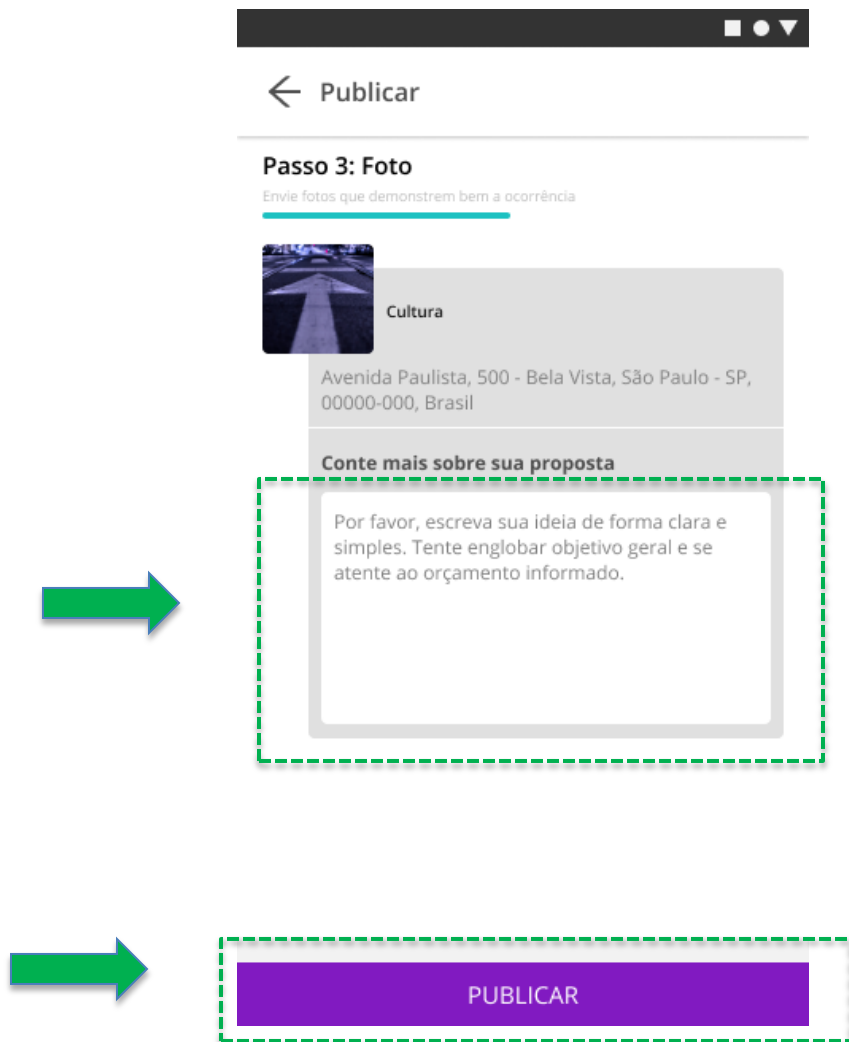 Publicar
Passo 3: Foto
Envie fotos que demonstrem bem a ocorrência
Cultura
Avenida Paulista, 500 - Bela Vista, São Paulo - SP,
00000-000, Brasil
Conte mais sobre sua proposta
Por favor, escreva sua ideia de forma clara e
simples. Tente englobar objetivo geral e se
atente ao orçamento informado.
PUBLICAR